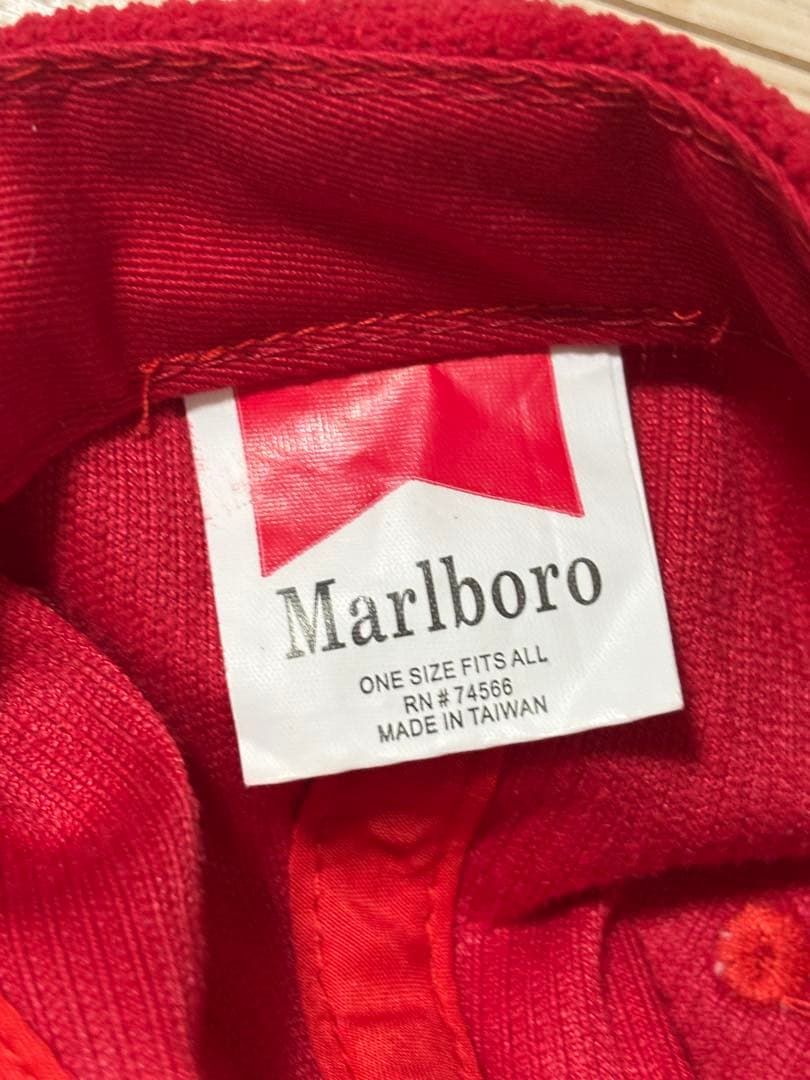 Marlboro
ONE SIZE FITS ALL
RN # 74566
MADE IN TAIWAN